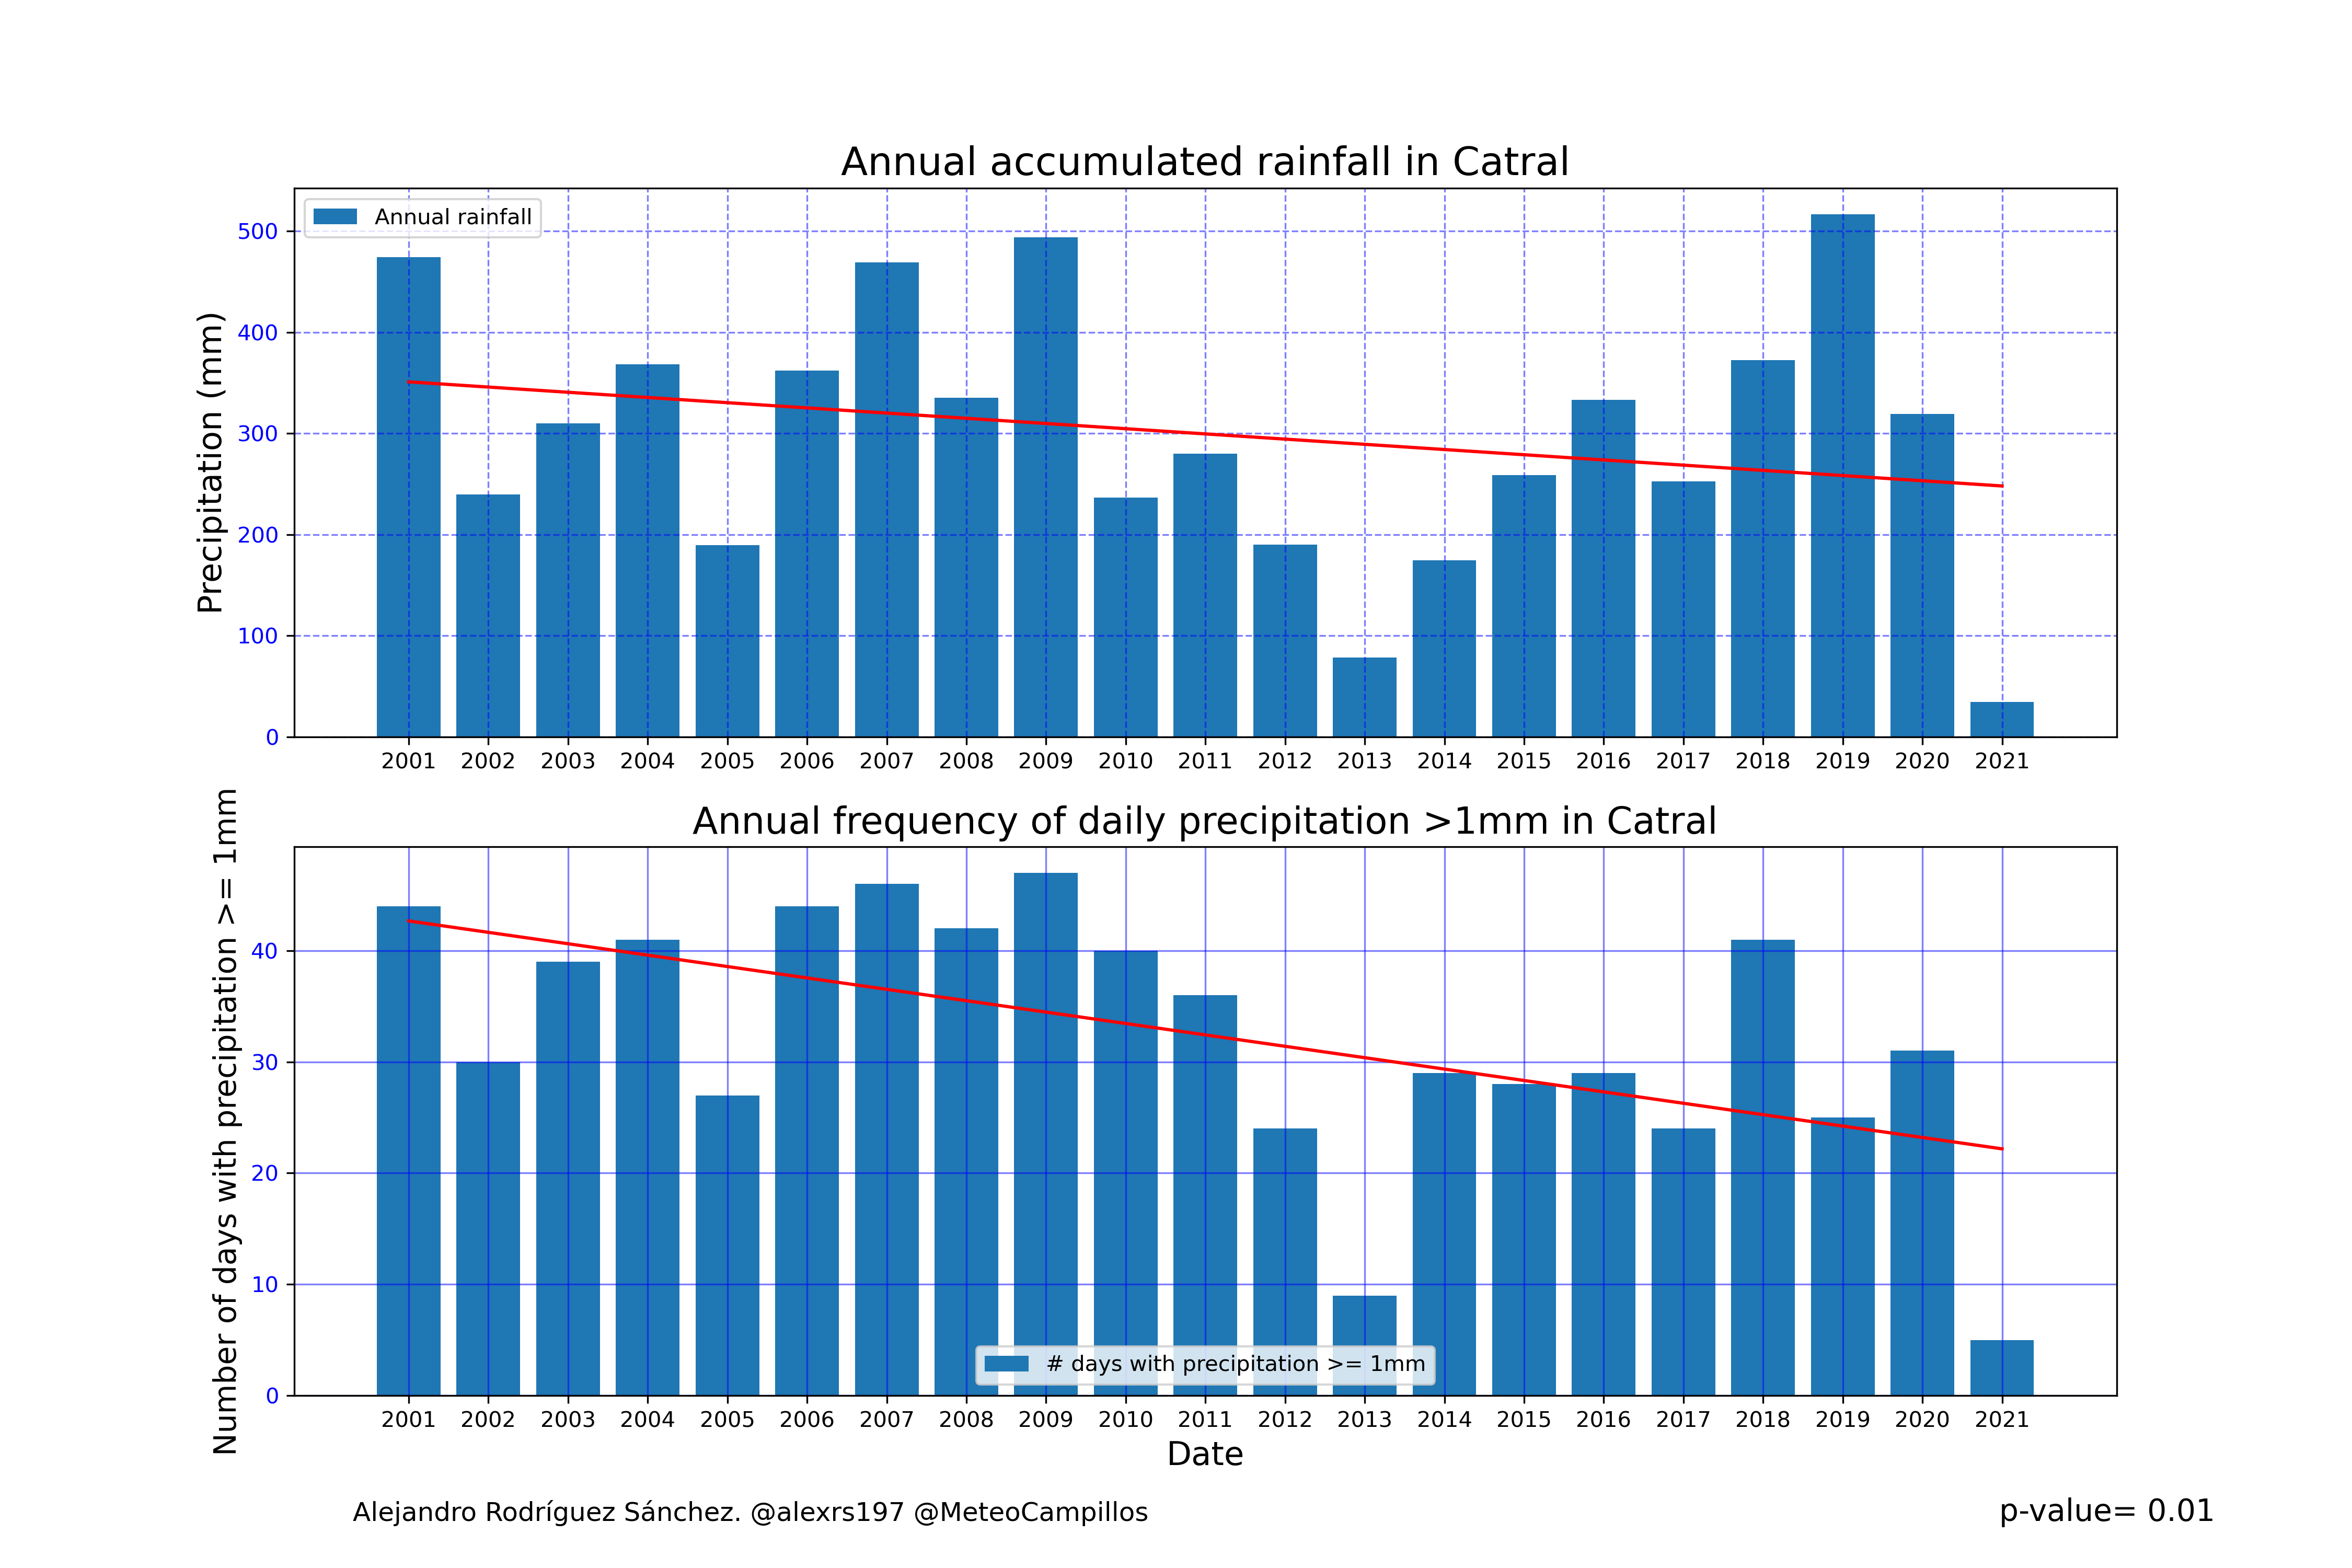 Annual accumulated rainfall in Catral
Annual rainfall
Precipitation (mm)
500
400
300
200
100
0
2001 2002 2003 2004 2005 2006 2007 2008 2009 2010 2011 2012 2013 2014 2015 2016 2017 2018 2019 2020 2021
Annual frequency of daily precipitation >1mm in Catral
Number of days with precipitation >= 1mm
40
30
20
10
0
# days with precipitation >= 1mm
2001 2002 2003 2004 2005 2006 2007 2008 2009 2010 2011 2012 2013 2014 2015 2016 2017 2018 2019 2020 2021
Date
Alejandro Rodríguez Sánchez. @alexrs197 @MeteoCampillos
p-value= 0.01